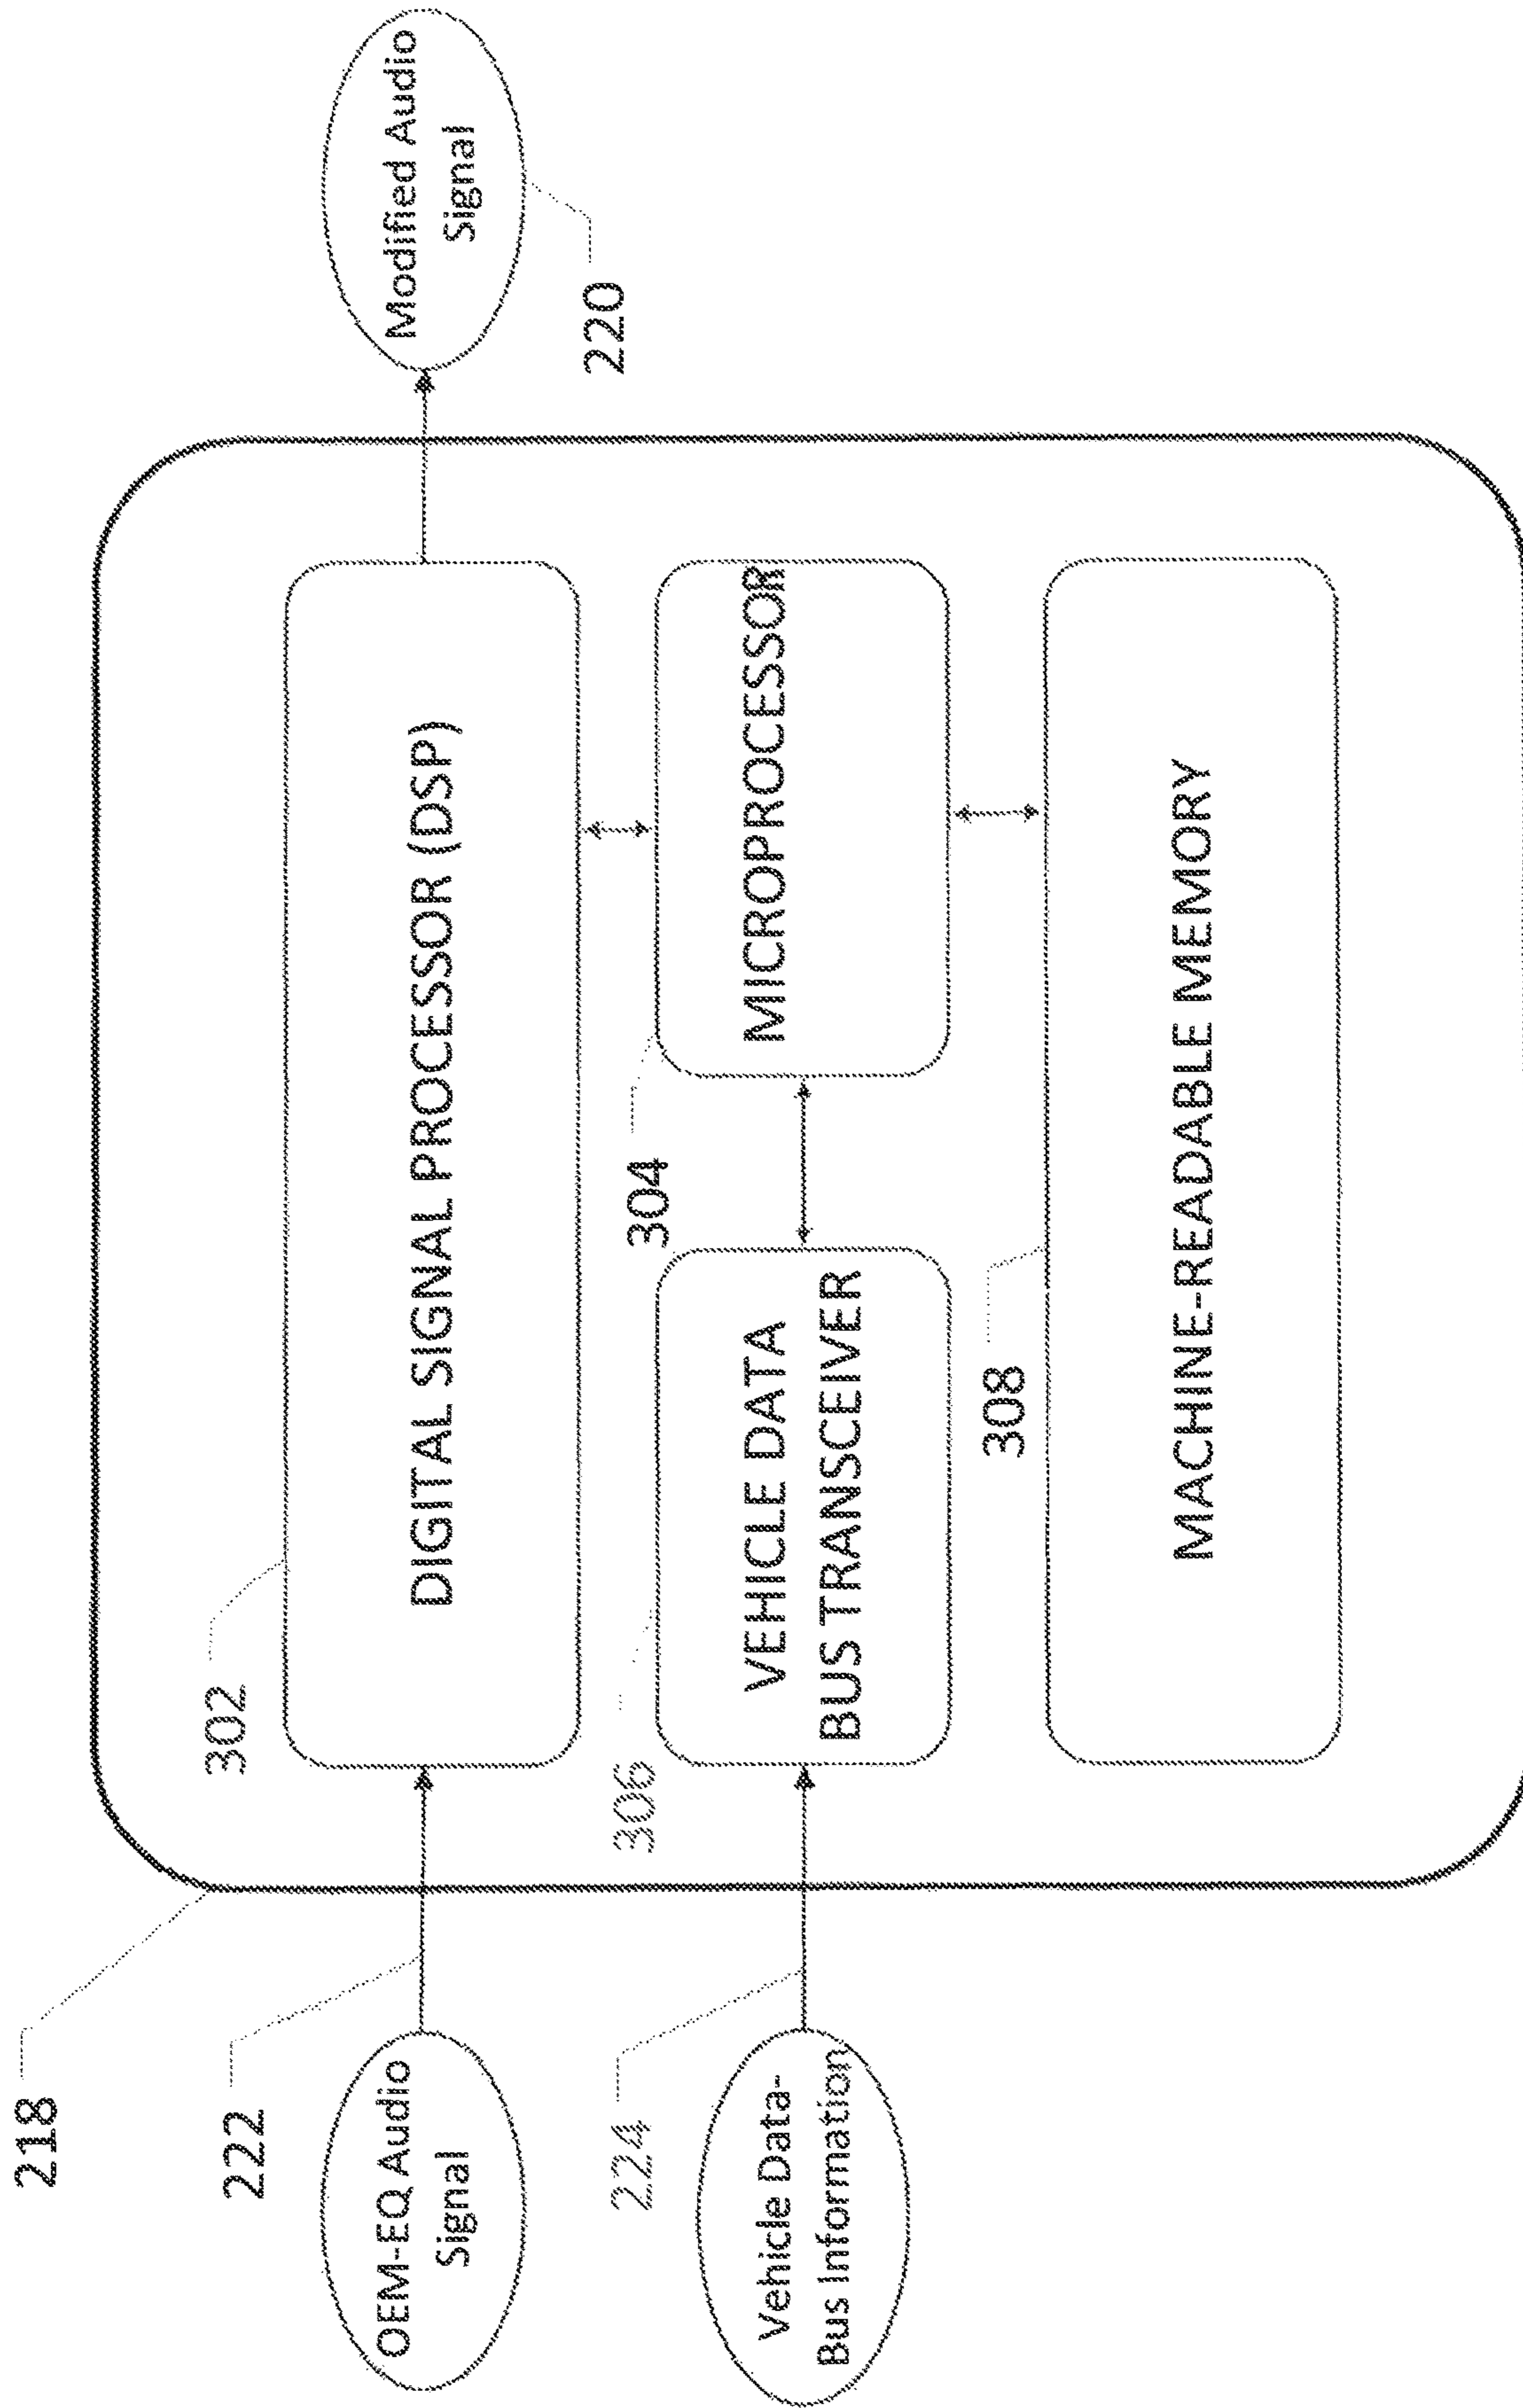 218
222
OEM-EQ Audio
Signal
224
Vehicle Data-
Bus Information
302
DIGITAL SIGNAL PROCESSOR (DSP)
306
VEHICLE DATA
BUS TRANSCEIVER
304
MICROPROCESSOR
308
MACHINE-READABLE MEMORY
Modified Audio
Signal
220